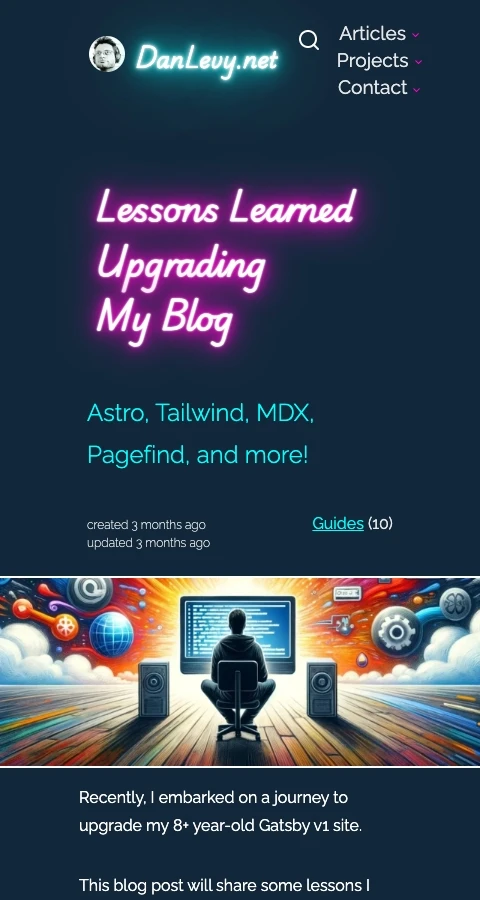 DanLevy.net
Articles
Projects
Contact
Lessons Learned
Upgrading
My Blog
Astro, Tailwind, MDX,
Pagefind, and more!
created 3 months ago
updated 3 months ago
Guides (10)
Recently, I embarked on a journey to
upgrade my 8+ year-old Gatsby v1 site.
This blog post will share some lessons I